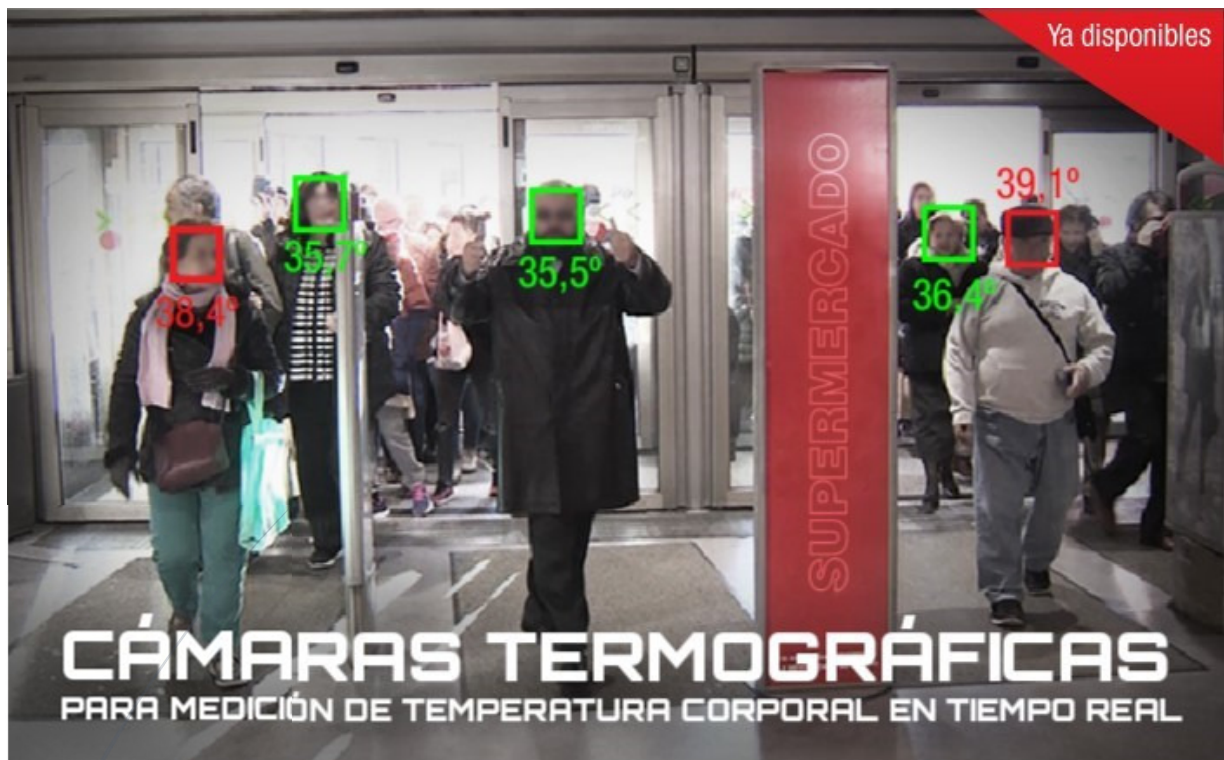 Ya disponibles
39,1º
38,4º
35,7º
35,5º
36,4º
SUPERMERCADO
CÁMARAS TERMOGRÁFICAS
PARA MEDICIÓN DE TEMPERATURA CORPORAL EN TIEMPO REAL